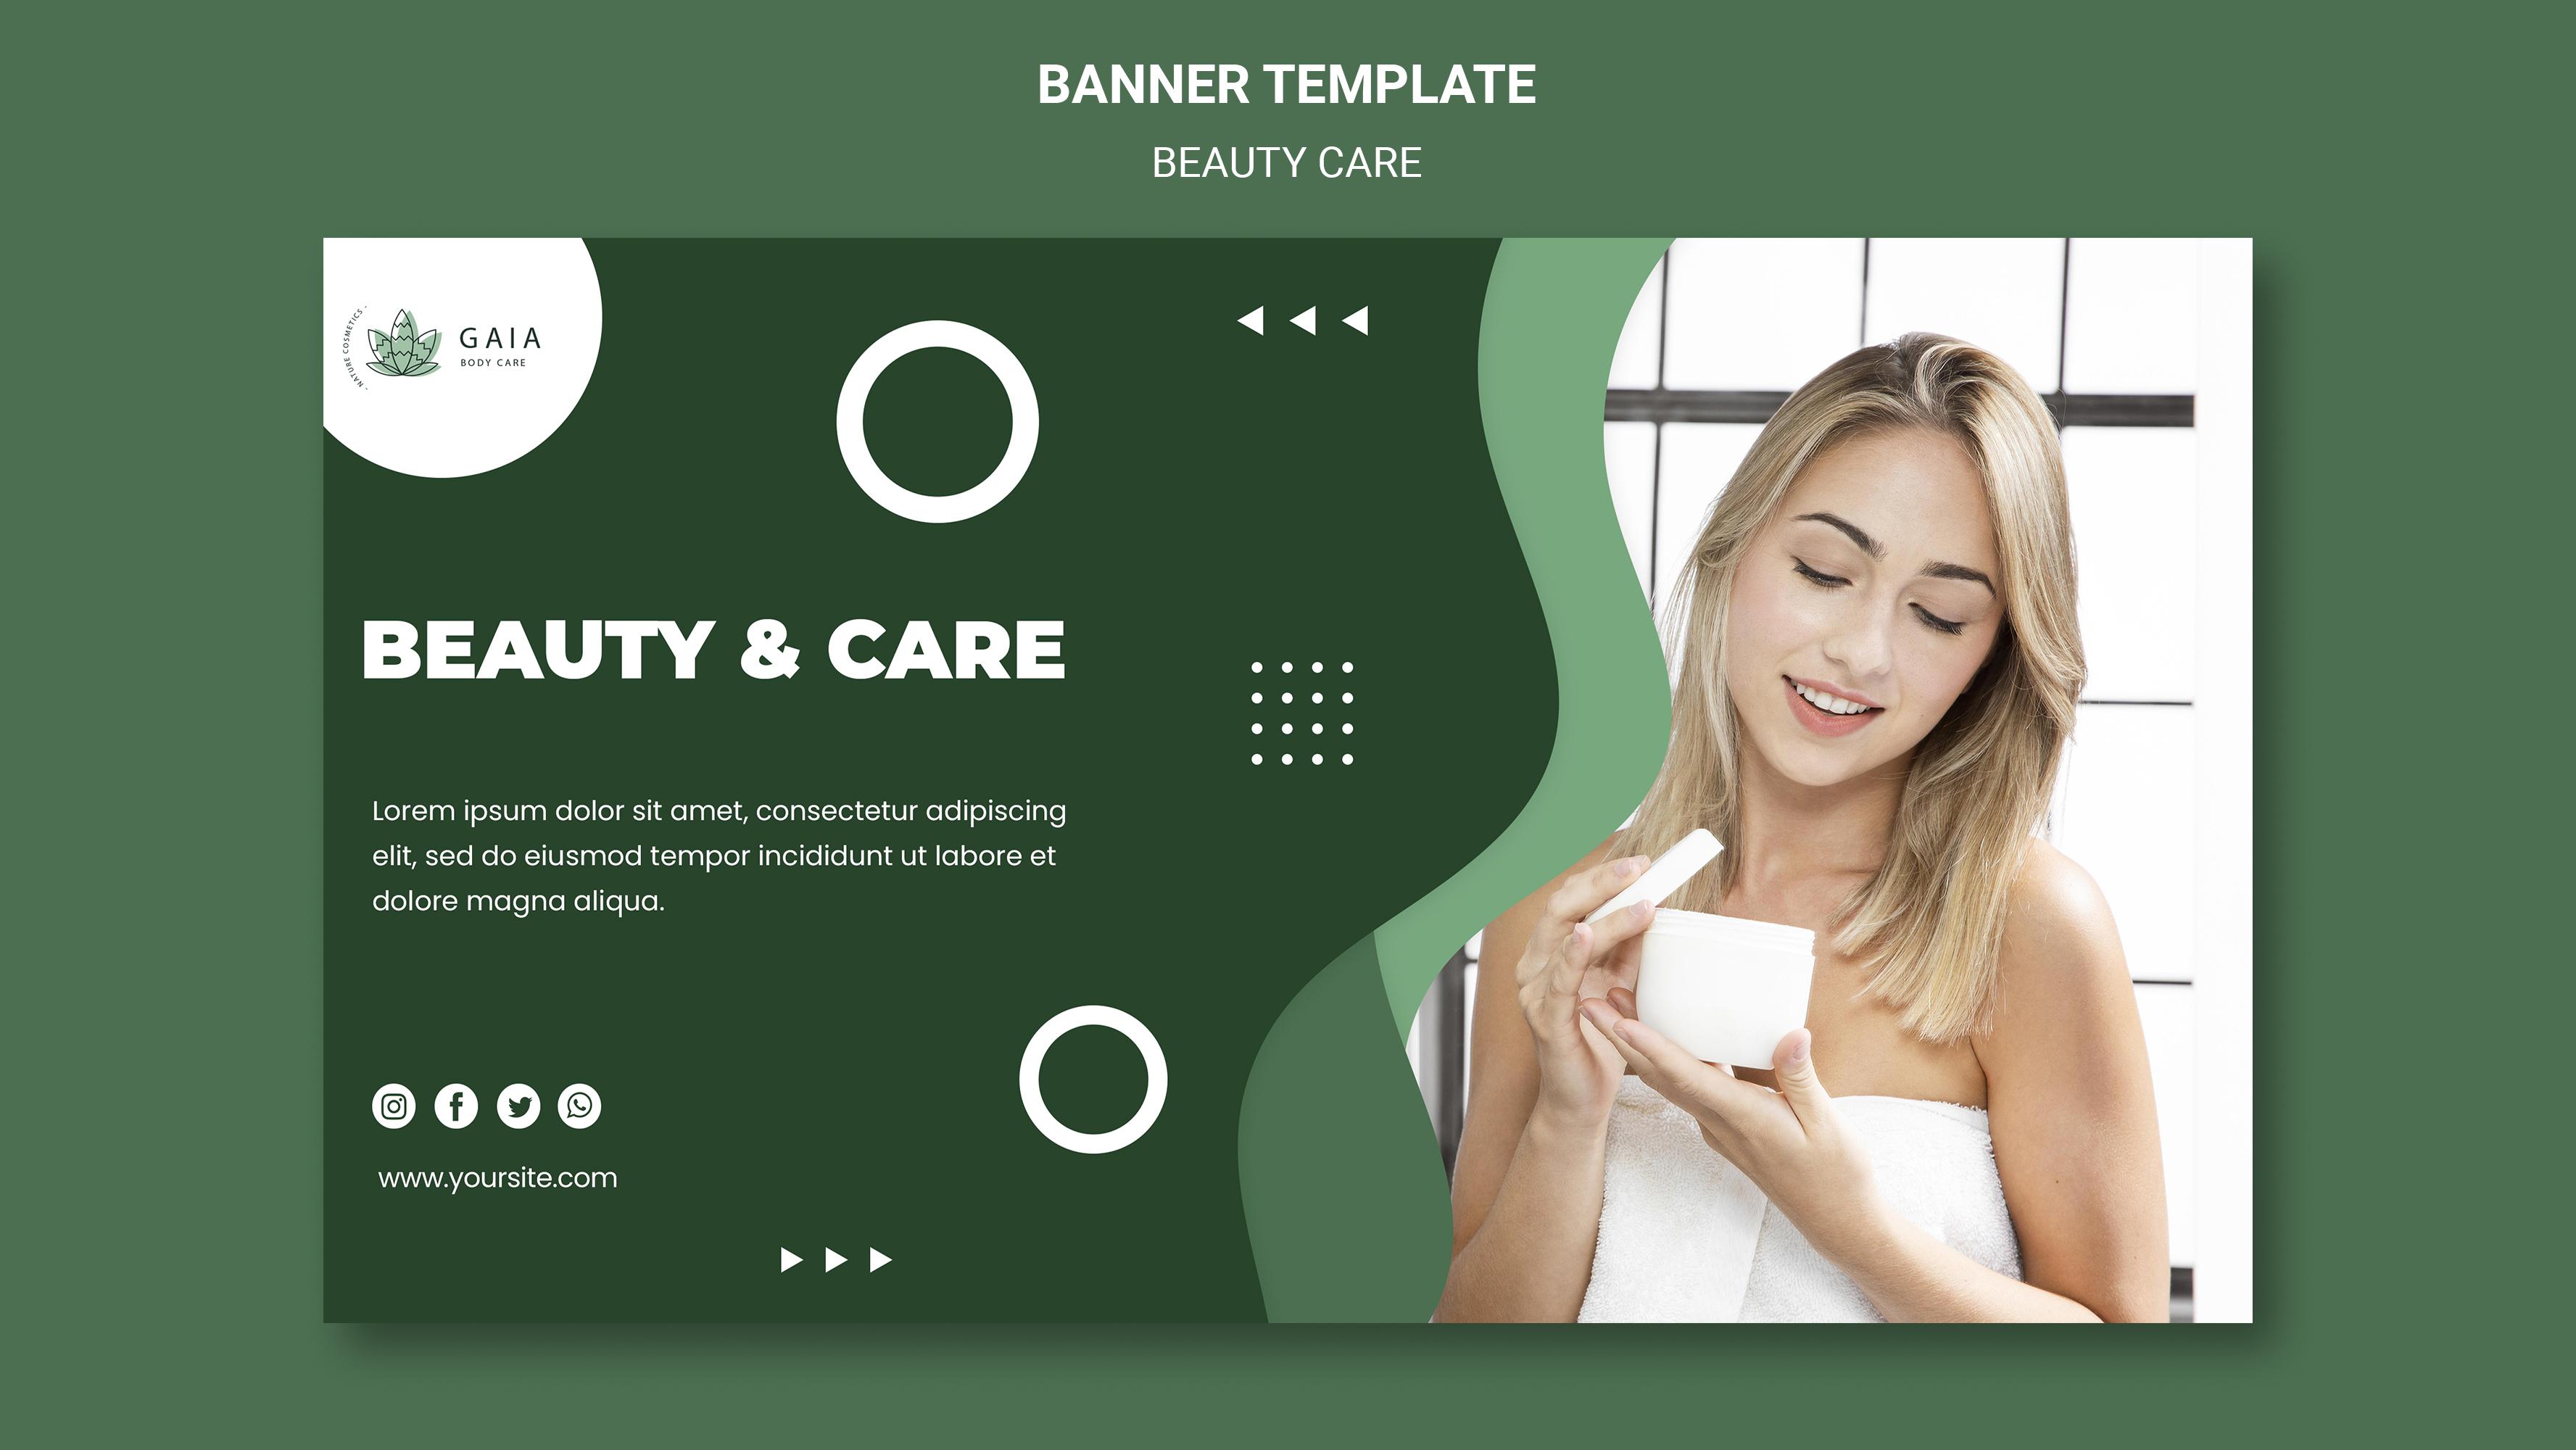 BANNER TEMPLATE
BEAUTY CARE
- NATURE COSMETICS -
GAIA
BODY CARE
BEAUTY & CARE
Lorem ipsum dolor sit amet, consectetur adipiscing
elit, sed do eiusmod tempor incididunt ut labore et
dolore magna aliqua.
www.yoursite.com